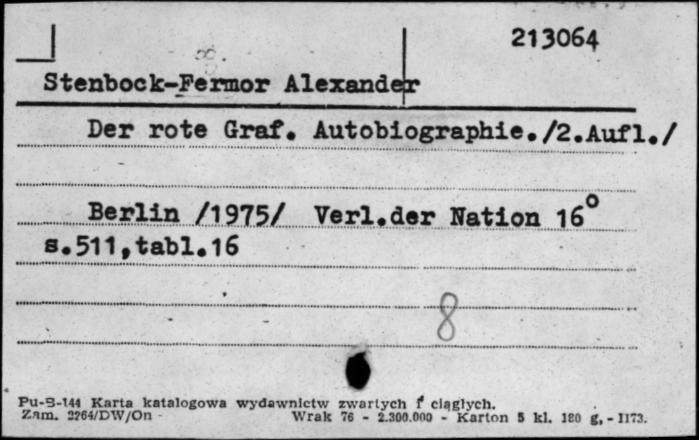 213064
Stenbock-Fermor Alexander
Der rote Graf. Autobiographie./2.Aufl./
Berlin /1975/ Verl.der Nation 16°
s.511,tabl.16
8
Pu-B-144 Karta katalogowa wydawnictw zwartych i ciągłych.
Zam. 2264/DW/On - Wrak 76 - 2.300.000 - Karton 5 kl. 180 g. - II73.